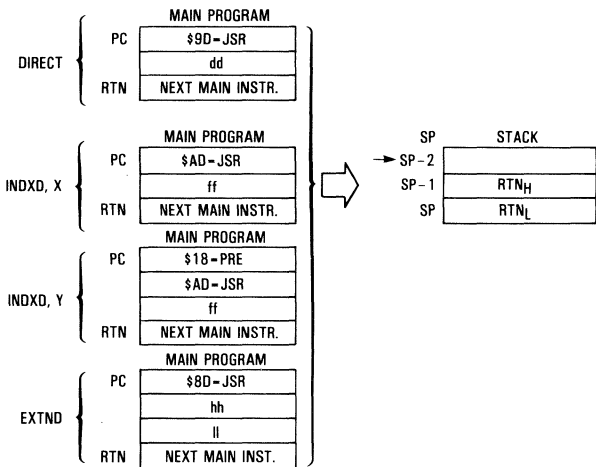 MAIN PROGRAM
DIRECT
PC $9D-JSR
dd
RTN NEXT MAIN INSTR.
MAIN PROGRAM
INDXD, X
PC $AD-JSR
ff
RTN NEXT MAIN INSTR.
MAIN PROGRAM
INDXD, Y
PC $18-PRE
$AD-JSR
ff
RTN NEXT MAIN INSTR.
MAIN PROGRAM
EXTND
PC $8D-JSR
hh
ll
RTN NEXT MAIN INST.
SP STACK
SP-2
SP-1 RTNH
SP RTNL